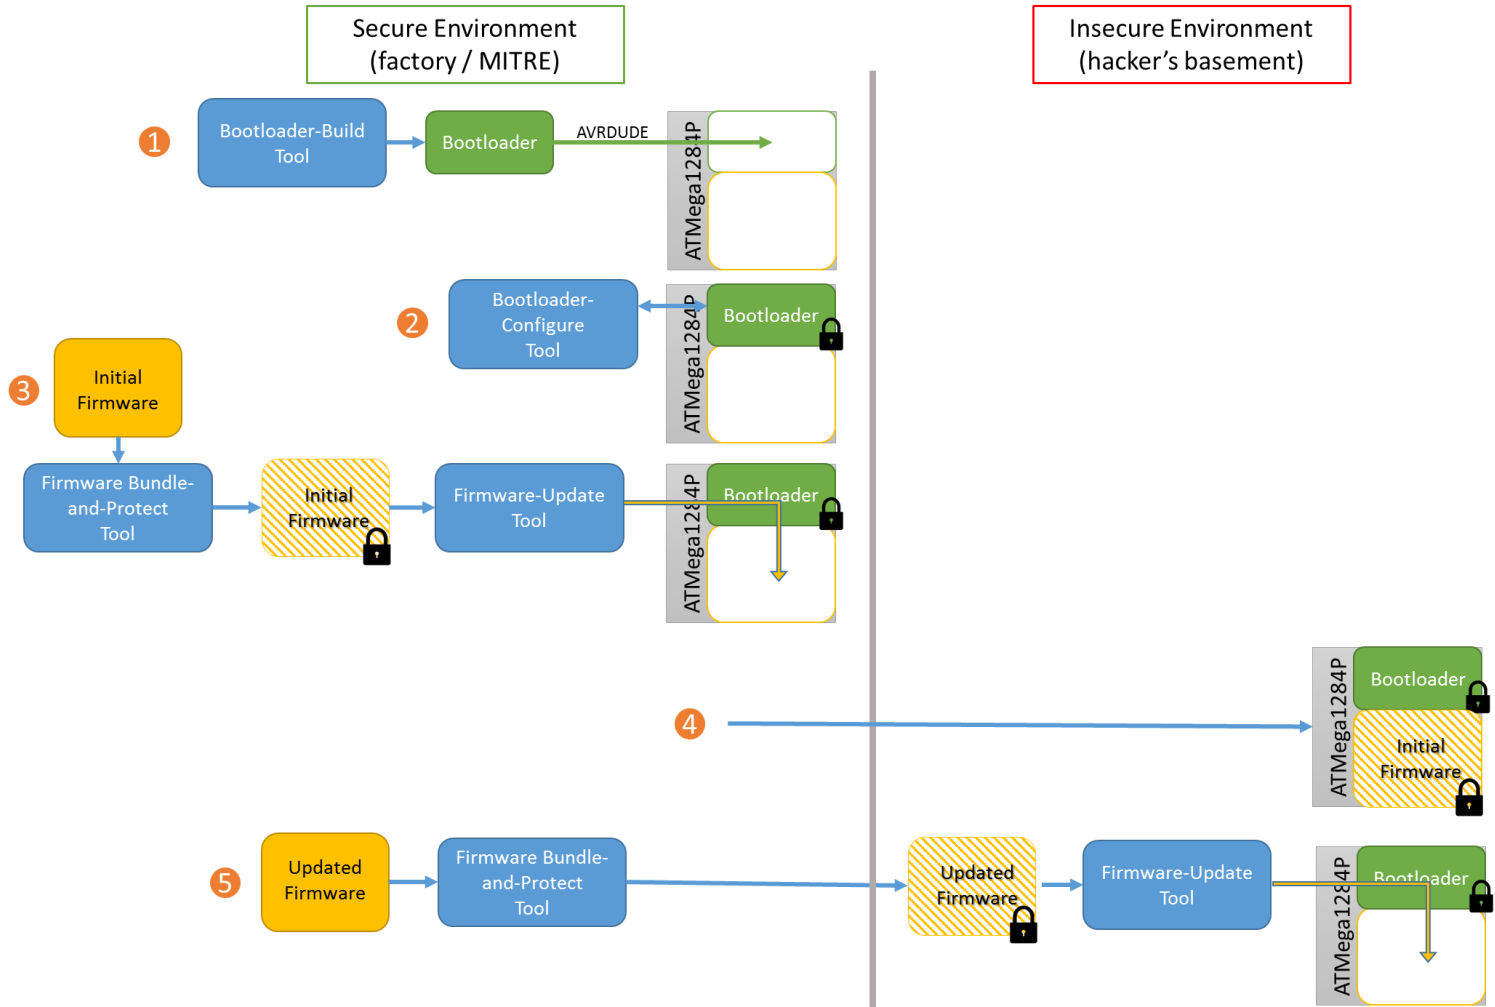 Secure Environment
(factory / MITRE)
Insecure Environment
(hacker's basement)
1
Bootloader-Build
Tool
Bootloader
AVRDUDE
ATMega1284P
2
Bootloader-
Configure
Tool
ATMega1284P
Bootloader
3
Initial
Firmware
Firmware Bundle-
and-Protect
Tool
Initial
Firmware
Firmware-Update
Tool
ATMega1284P
Bootloader
4
ATMega1284P
Bootloader
Initial
Firmware
5
Updated
Firmware
Firmware Bundle-
and-Protect
Tool
Updated
Firmware
Firmware-Update
Tool
ATMega1284P
Bootloader